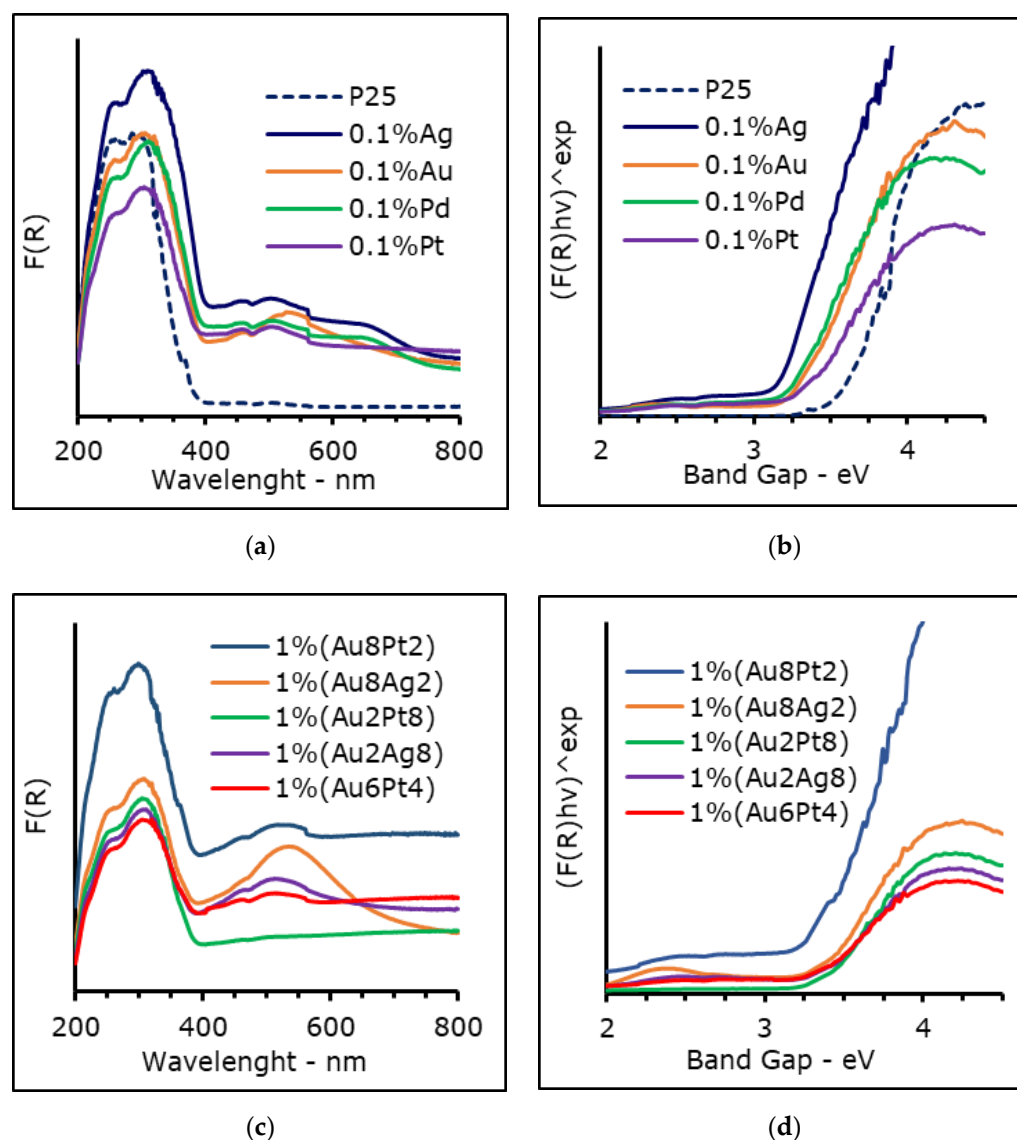 F(R)
P25
0.1%Ag
0.1%Au
0.1%Pd
0.1%Pt
200 400 600 800
Wavelenght - nm
(a)
(F(R)hv)^exp
P25
0.1%Ag
0.1%Au
0.1%Pd
0.1%Pt
2 3 4
Band Gap - eV
(b)
F(R)
1%(Au8Pt2)
1%(Au8Ag2)
1%(Au2Pt8)
1%(Au2Ag8)
1%(Au6Pt4)
200 400 600 800
Wavelenght - nm
(c)
(F(R)hv)^exp
1%(Au8Pt2)
1%(Au8Ag2)
1%(Au2Pt8)
1%(Au2Ag8)
1%(Au6Pt4)
2 3 4
Band Gap - eV
(d)